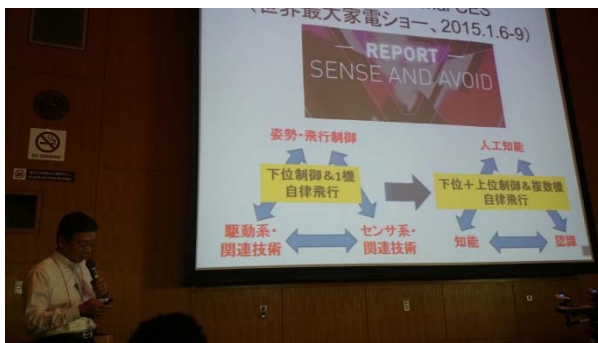 CES
(世界最大家電ショー、2015.1.6-9)
REPORT
SENSE AND AVOID
姿勢・飛行制御
下位制御&1機
自律飛行
駆動系・
関連技術
センサ系・
関連技術
人工知能
下位+上位制御&複数機
自律飛行
知能
認識
NO SMOKING